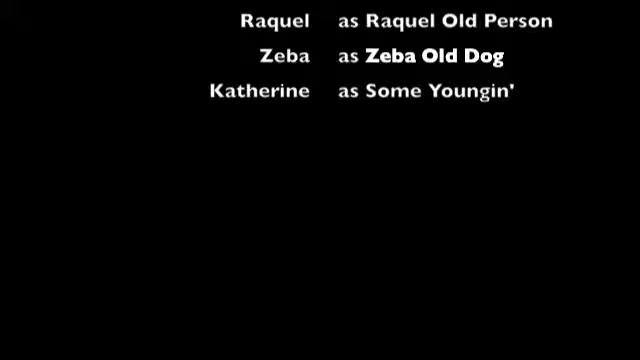 Raquel as Raquel Old Person
Zeba as Zeba Old Dog
Katherine as Some Youngin'